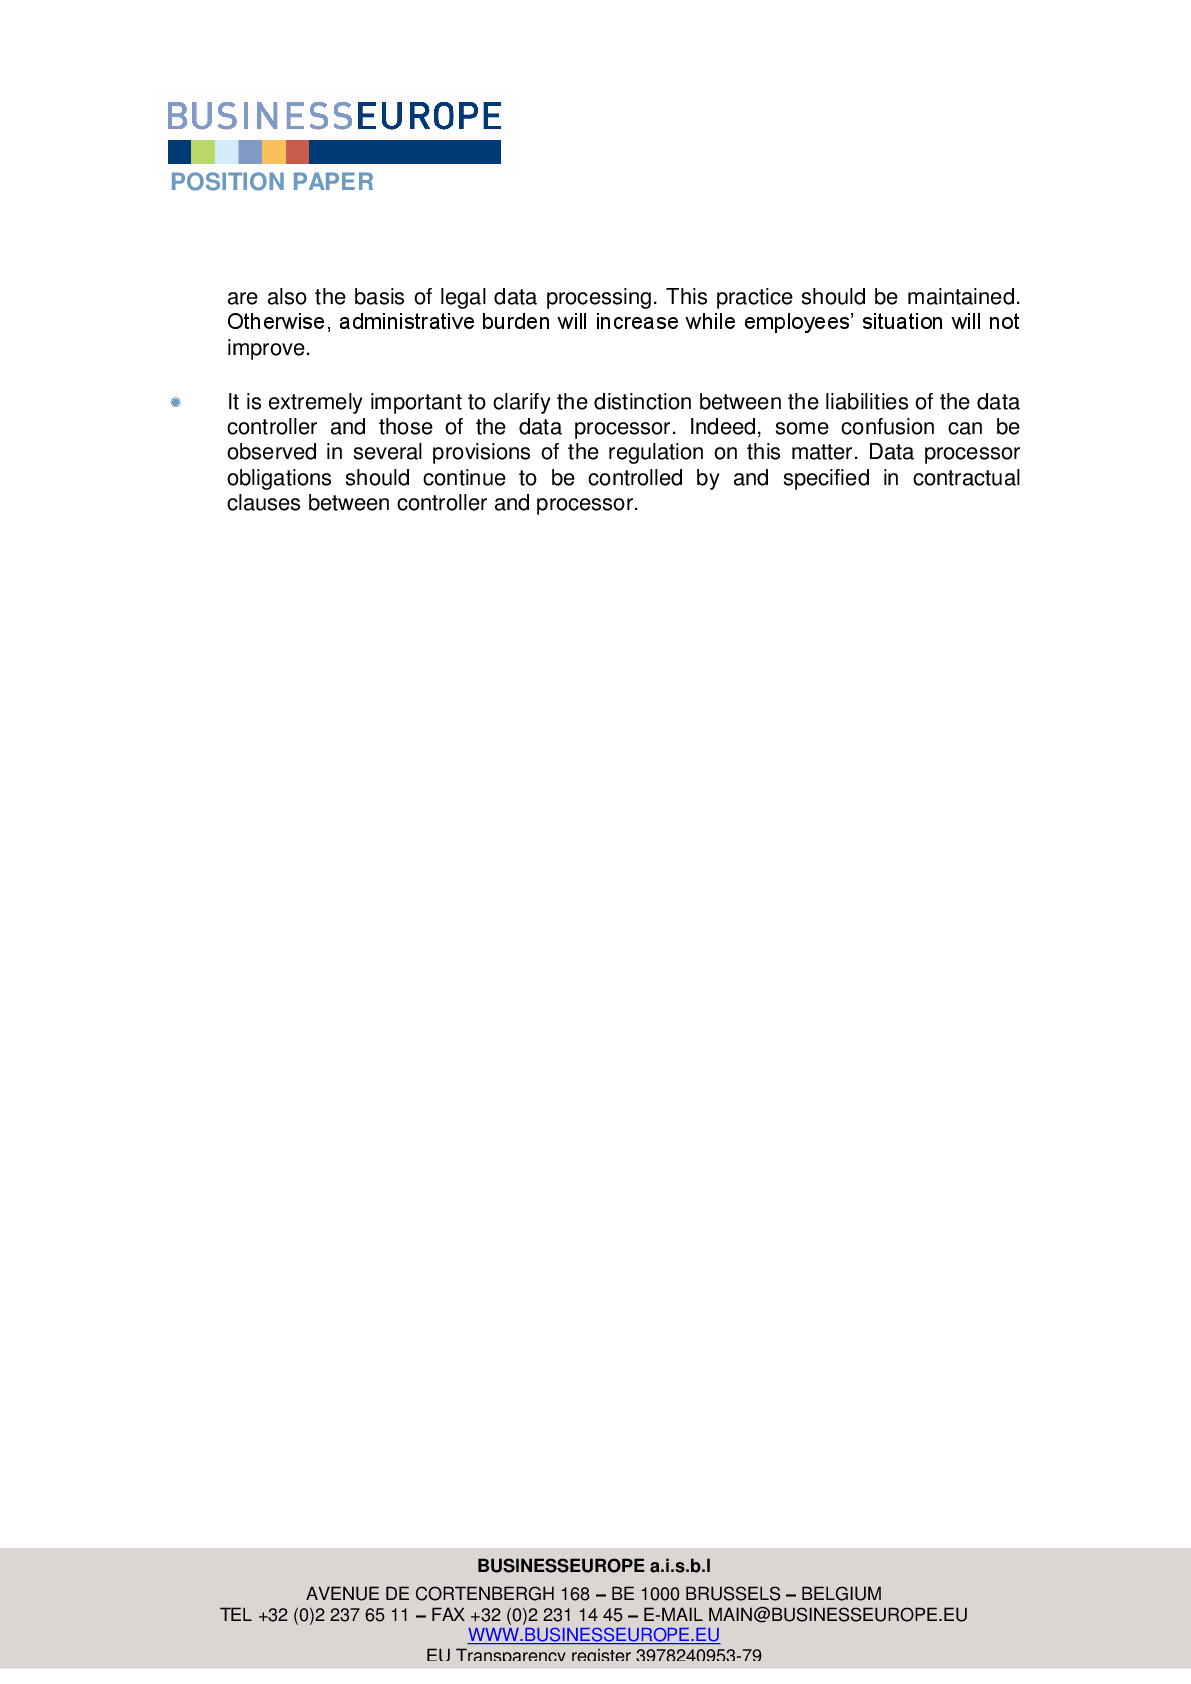 BUSINESSEUROPE
POSITION PAPER
are also the basis of legal data processing. This practice should be maintained.
Otherwise, administrative burden will increase while employees’ situation will not
improve.
It is extremely important to clarify the distinction between the liabilities of the data
controller and those of the data processor. Indeed, some confusion can be
observed in several provisions of the regulation on this matter. Data processor
obligations should continue to be controlled by and specified in contractual
clauses between controller and processor.
BUSINESSEUROPE a.i.s.b.l
AVENUE DE CORTENBERGH 168 – BE 1000 BRUSSELS – BELGIUM
TEL +32 (0)2 237 65 11 – FAX +32 (0)2 231 14 45 – E-MAIL MAIN@BUSINESSEUROPE.EU
WWW.BUSINESSEUROPE.EU
EU Transparency register 3978240953-79